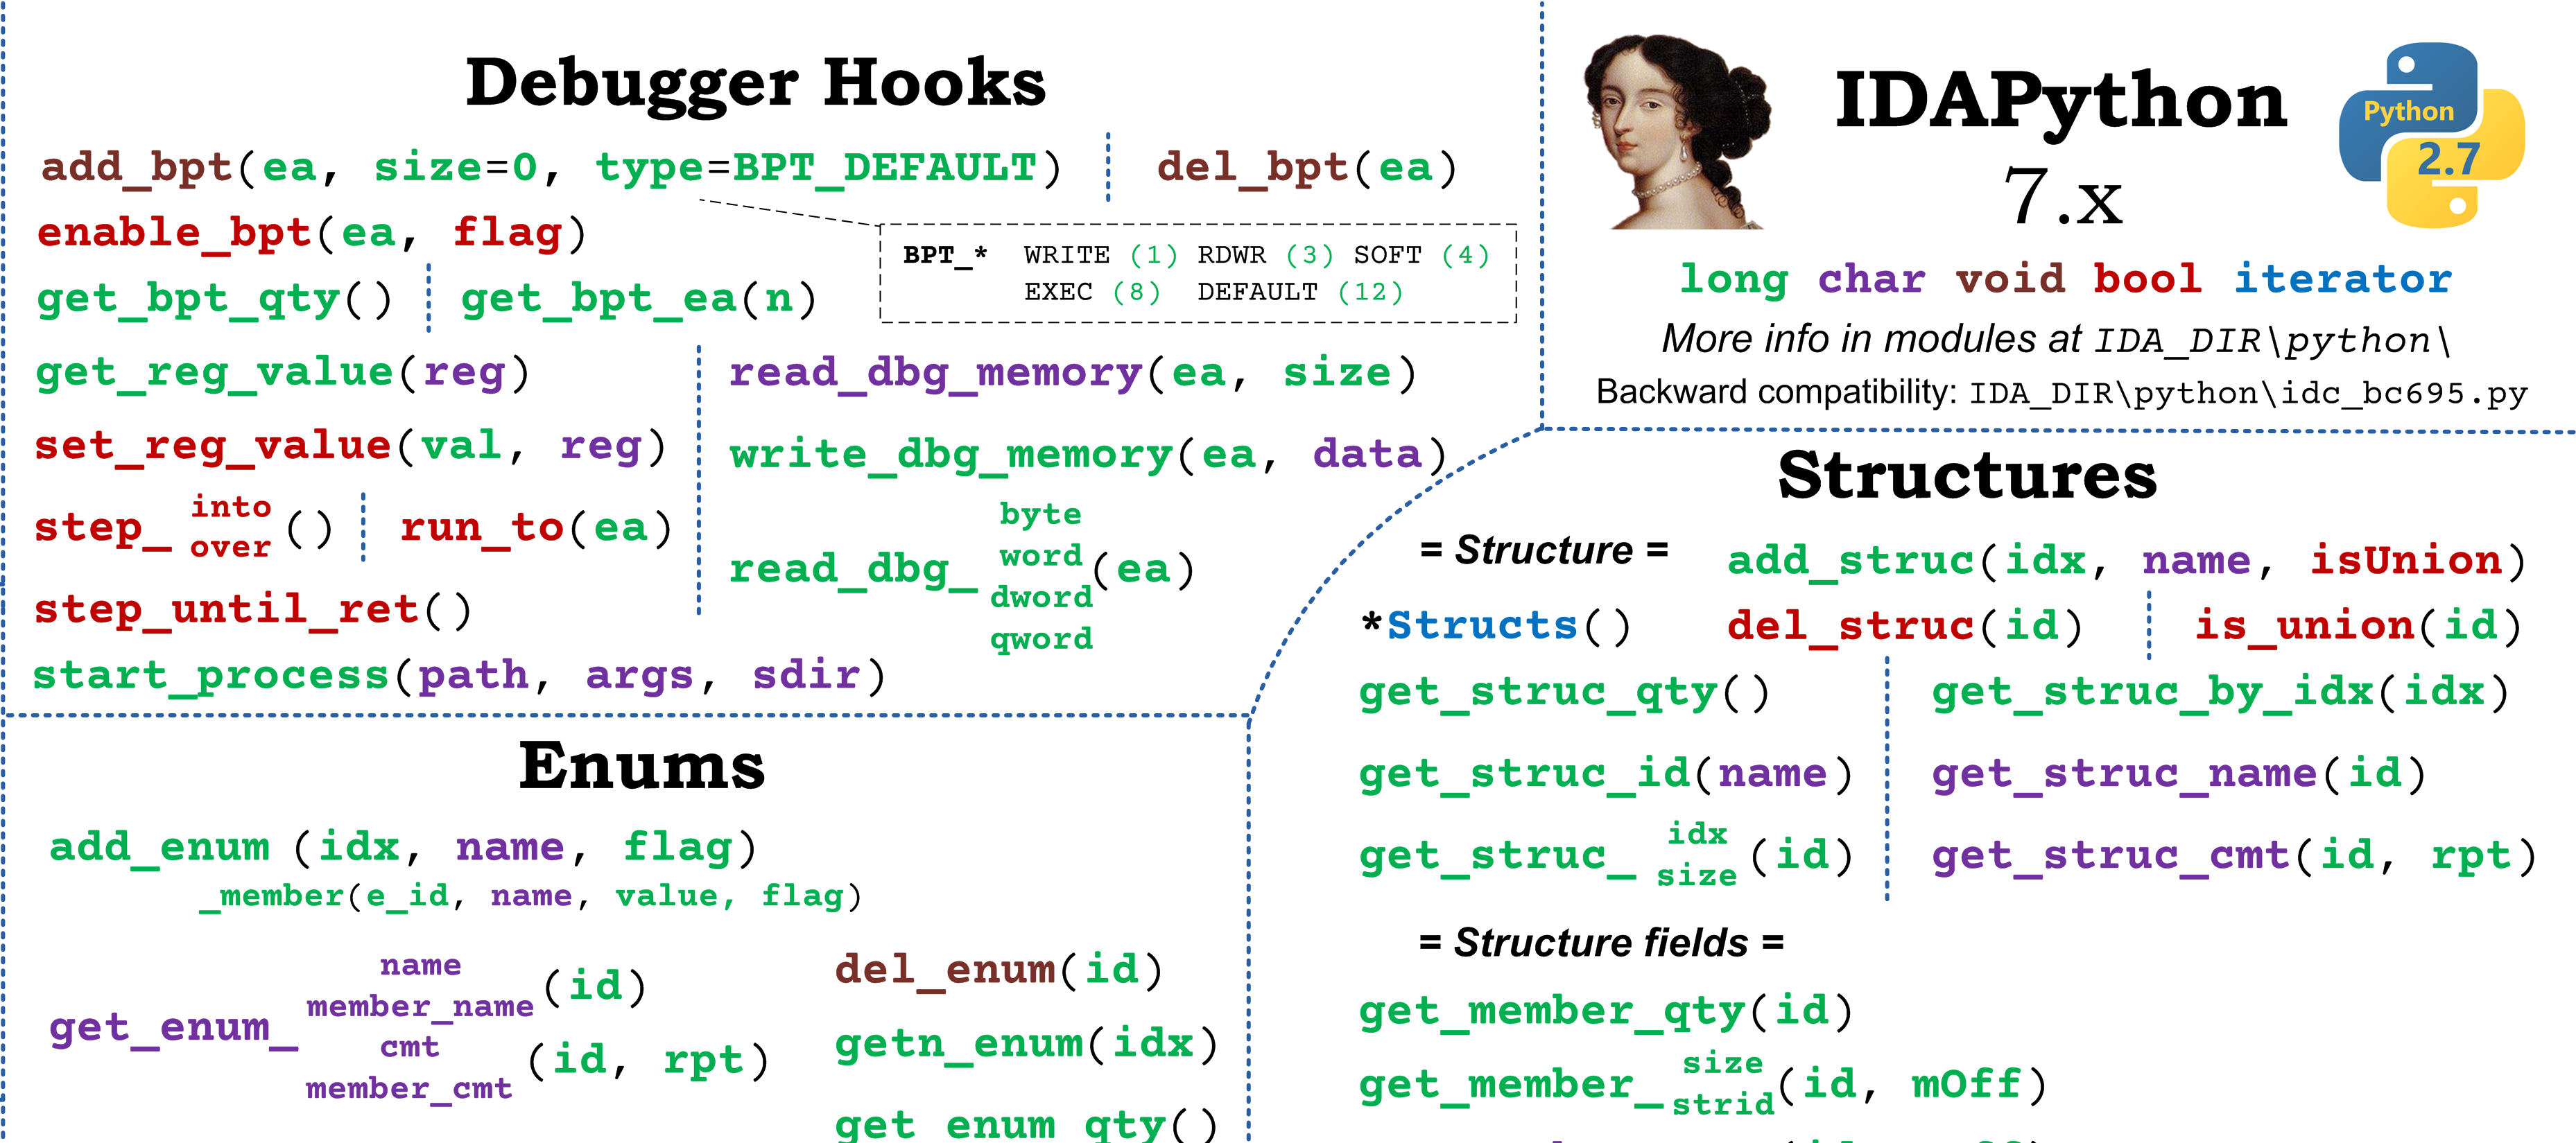 Debugger Hooks
add_bpt(ea, size=0, type=BPT_DEFAULT)
del_bpt(ea)
enable_bpt(ea, flag)
BPT_* WRITE (1) RDWR (3) SOFT (4)
EXEC (8) DEFAULT (12)
get_bpt_qty()
get_bpt_ea(n)
get_reg_value(reg)
set_reg_value(val, reg)
step_
into
over
()
run_to(ea)
step_until_ret()
read_dbg_memory(ea, size)
write_dbg_memory(ea, data)
read_dbg_
byte
word
dword
qword
(ea)
start_process(path, args, sdir)
IDAPython
7.x
Python
2.7
long char void bool iterator
More info in modules at IDA_DIR\python\
Backward compatibility: IDA_DIR\python\idc_bc695.py
Enums
add_enum (idx, name, flag)
_member(e_id, name, value, flag)
get_enum_
name
member_name
(id)
cmt
member_cmt
(id, rpt)
del_enum(id)
getn_enum(idx)
get_enum_qty()
Structures
= Structure =
add_struc(idx, name, isUnion)
*Structs()
del_struc(id)
is_union(id)
get_struc_qty()
get_struc_by_idx(idx)
get_struc_id(name)
get_struc_name(id)
get_struc_
idx
size
(id)
get_struc_cmt(id, rpt)
= Structure fields =
get_member_qty(id)
get_member_
size
strid
(id, mOff)